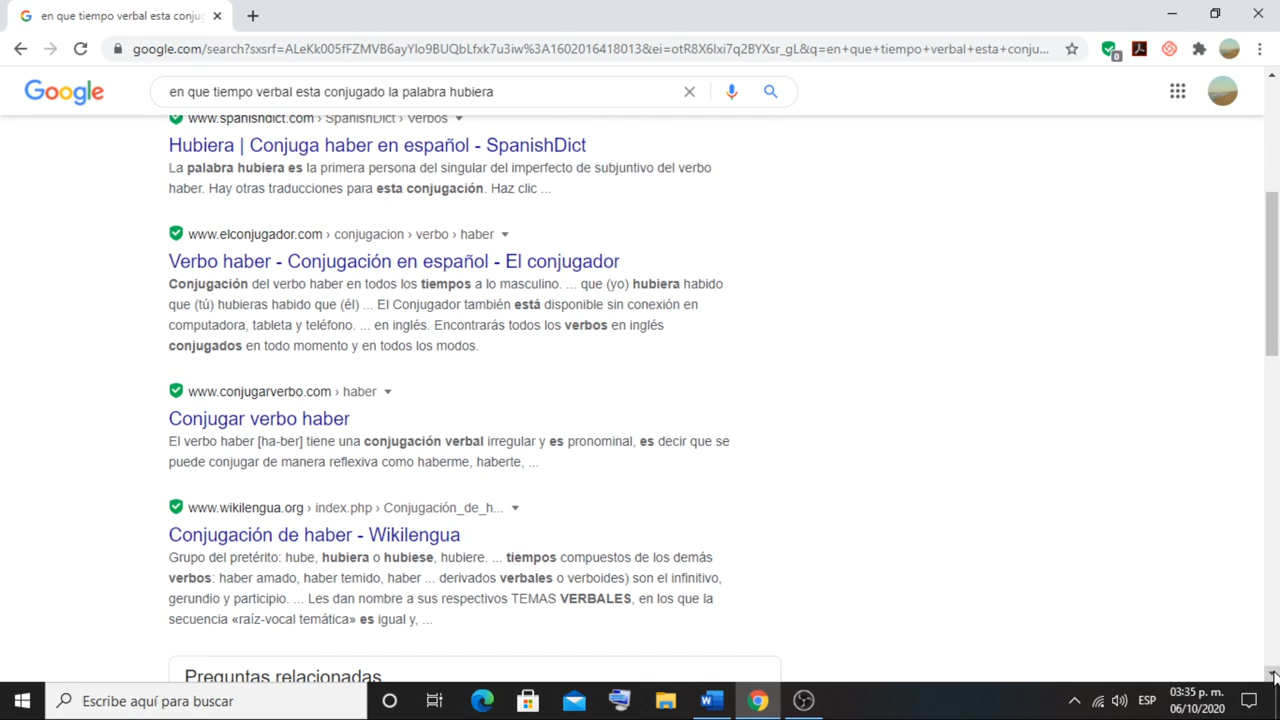 en que tiempo verbal esta conju
google.com/search?sxsrf=ALeKk005fFZMVB6ayYlo9BUQbLfxk7u3iw%3A1602016418013&ei=otR8X6Ixi7q2BYXsr_gL&q=en+que+tiempo+verbal+esta+conju...
0
Google
en que tiempo verbal esta conjugado la palabra hubiera
www.spanishdict.com › SpanishDict › Verbos
Hubiera | Conjuga haber en español - SpanishDict
La palabra hubiera es la primera persona del singular del imperfecto de subjuntivo del verbo
haber. Hay otras traducciones para esta conjugación. Haz clic ...
www.elconjugador.com › conjugacion › verbo › haber
Verbo haber - Conjugación en español - El conjugador
Conjugación del verbo haber en todos los tiempos a lo masculino. ... que (yo) hubiera habido
que (tú) hubieras habido que (él) ... El Conjugador también está disponible sin conexión en
computadora, tableta y teléfono. ... en inglés. Encontrarás todos los verbos en inglés
conjugados en todo momento y en todos los modos.
www.conjugarverbo.com › haber
Conjugar verbo haber
El verbo haber [ha-ber] tiene una conjugación verbal irregular y es pronominal, es decir que se
puede conjugar de manera reflexiva como haberme, haberte, ...
www.wikilengua.org › index.php › Conjugación_de_h...
Conjugación de haber - Wikilengua
Grupo del pretérito: hube, hubiera o hubiese, hubiere. ... tiempos compuestos de los demás
verbos: haber amado, haber temido, haber ... derivados verbales o verboides) son el infinitivo,
gerundio y participio. ... Les dan nombre a sus respectivos TEMAS VERBALES, en los que la
secuencia «raíz-vocal temática» es igual y, ...
Preguntas relacionadas
Escribe aquí para buscar
ESP
03:35 p. m.
06/10/2020